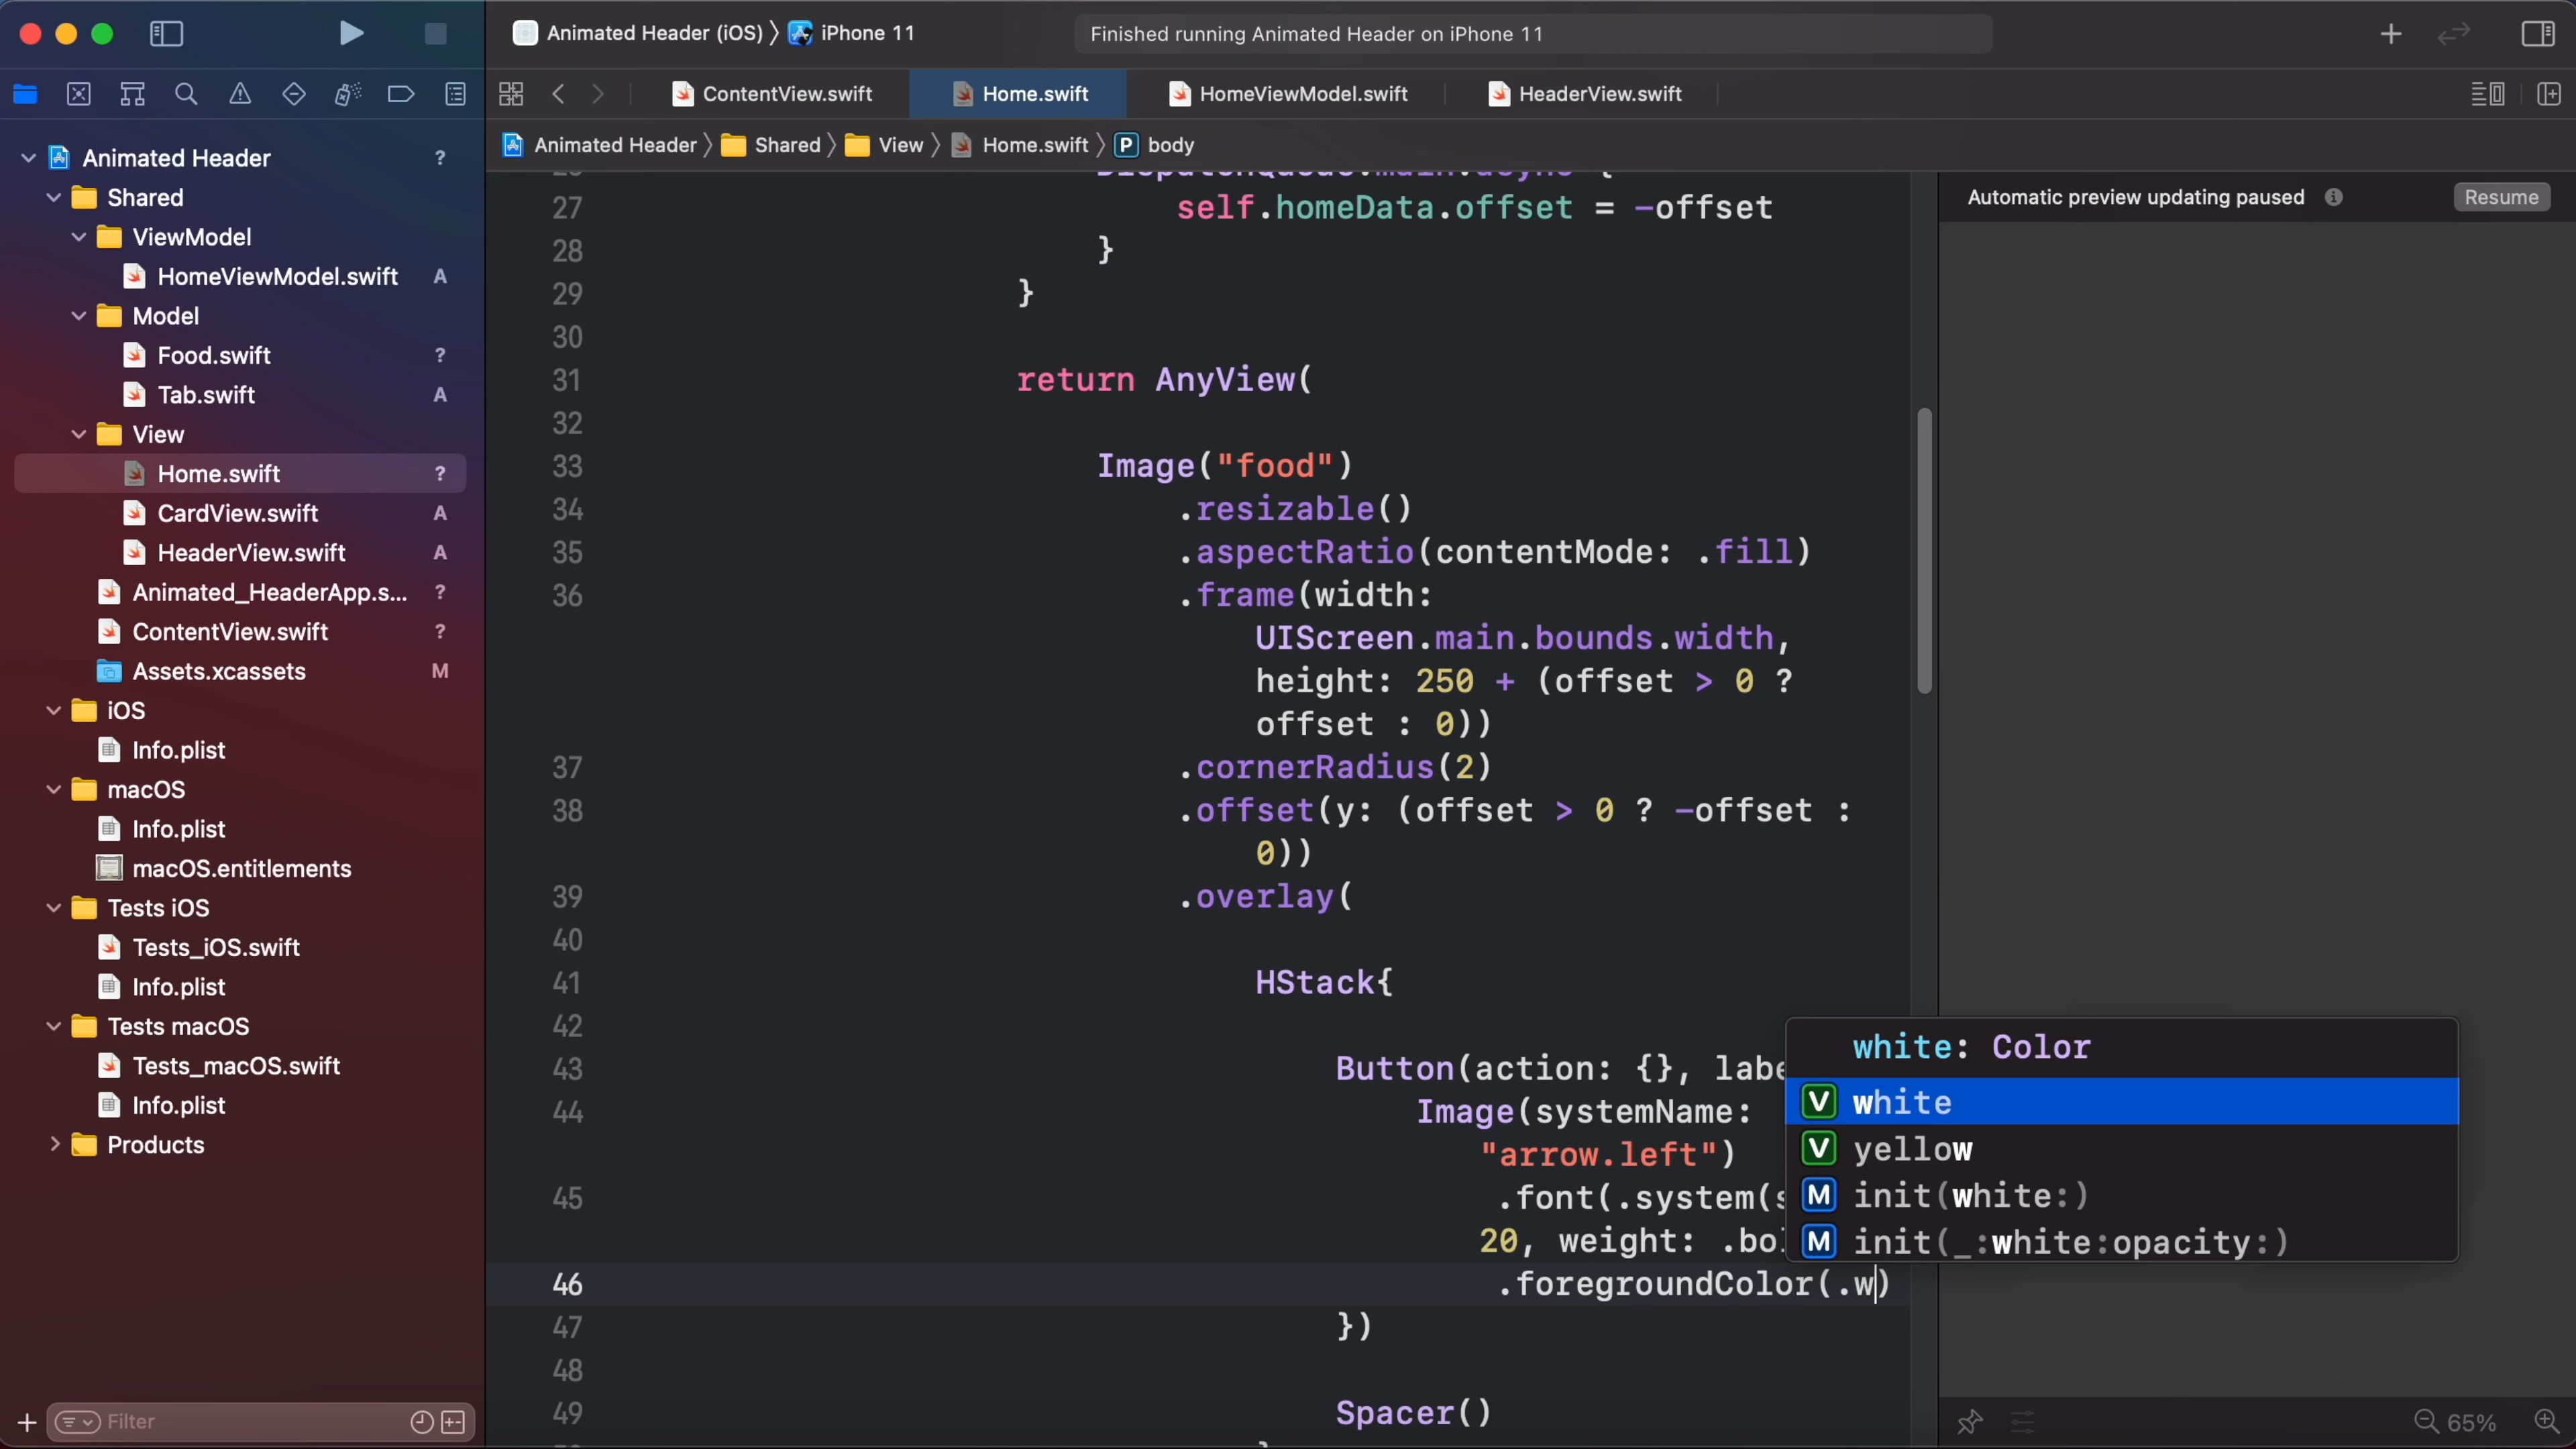 Animated Header (iOS) 〉 iPhone 11
Finished running Animated Header on iPhone 11
ContentView.swift
Home.swift
HomeViewModel.swift
HeaderView.swift
Animated Header 〉 Shared 〉 View 〉 Home.swift 〉 P body
Animated Header ?
Shared
ViewModel
HomeViewModel.swift A
Model
Food.swift ?
Tab.swift A
View
Home.swift ?
CardView.swift A
HeaderView.swift A
Animated_HeaderApp.s... ?
ContentView.swift ?
Assets.xcassets M
iOS
Info.plist
macOS
Info.plist
macOS.entitlements
Tests iOS
Tests_iOS.swift
Info.plist
Tests macOS
Tests_macOS.swift
Info.plist
Products
Filter
DispatchQueue.main.async {
27 self.homeData.offset = -offset
28 }
29 }
30
31 return AnyView(
32
33 Image("food")
34 .resizable()
35 .aspectRatio(contentMode: .fill)
36 .frame(width:
UIScreen.main.bounds.width,
height: 250 + (offset > 0 ?
offset : 0))
37 .cornerRadius(2)
38 .offset(y: (offset > 0 ? -offset :
0))
39 .overlay(
40
41 HStack{
42
43 Button(action: {}, labe
44 Image(systemName:
"arrow.left")
45 .font(.system(s
20, weight: .bol
46 .foregroundColor(.w)
47 })
48
49 Spacer()
white: Color
V white
V yellow
M init(white:)
M init(_:white:opacity:)
Automatic preview updating paused
Resume
65%